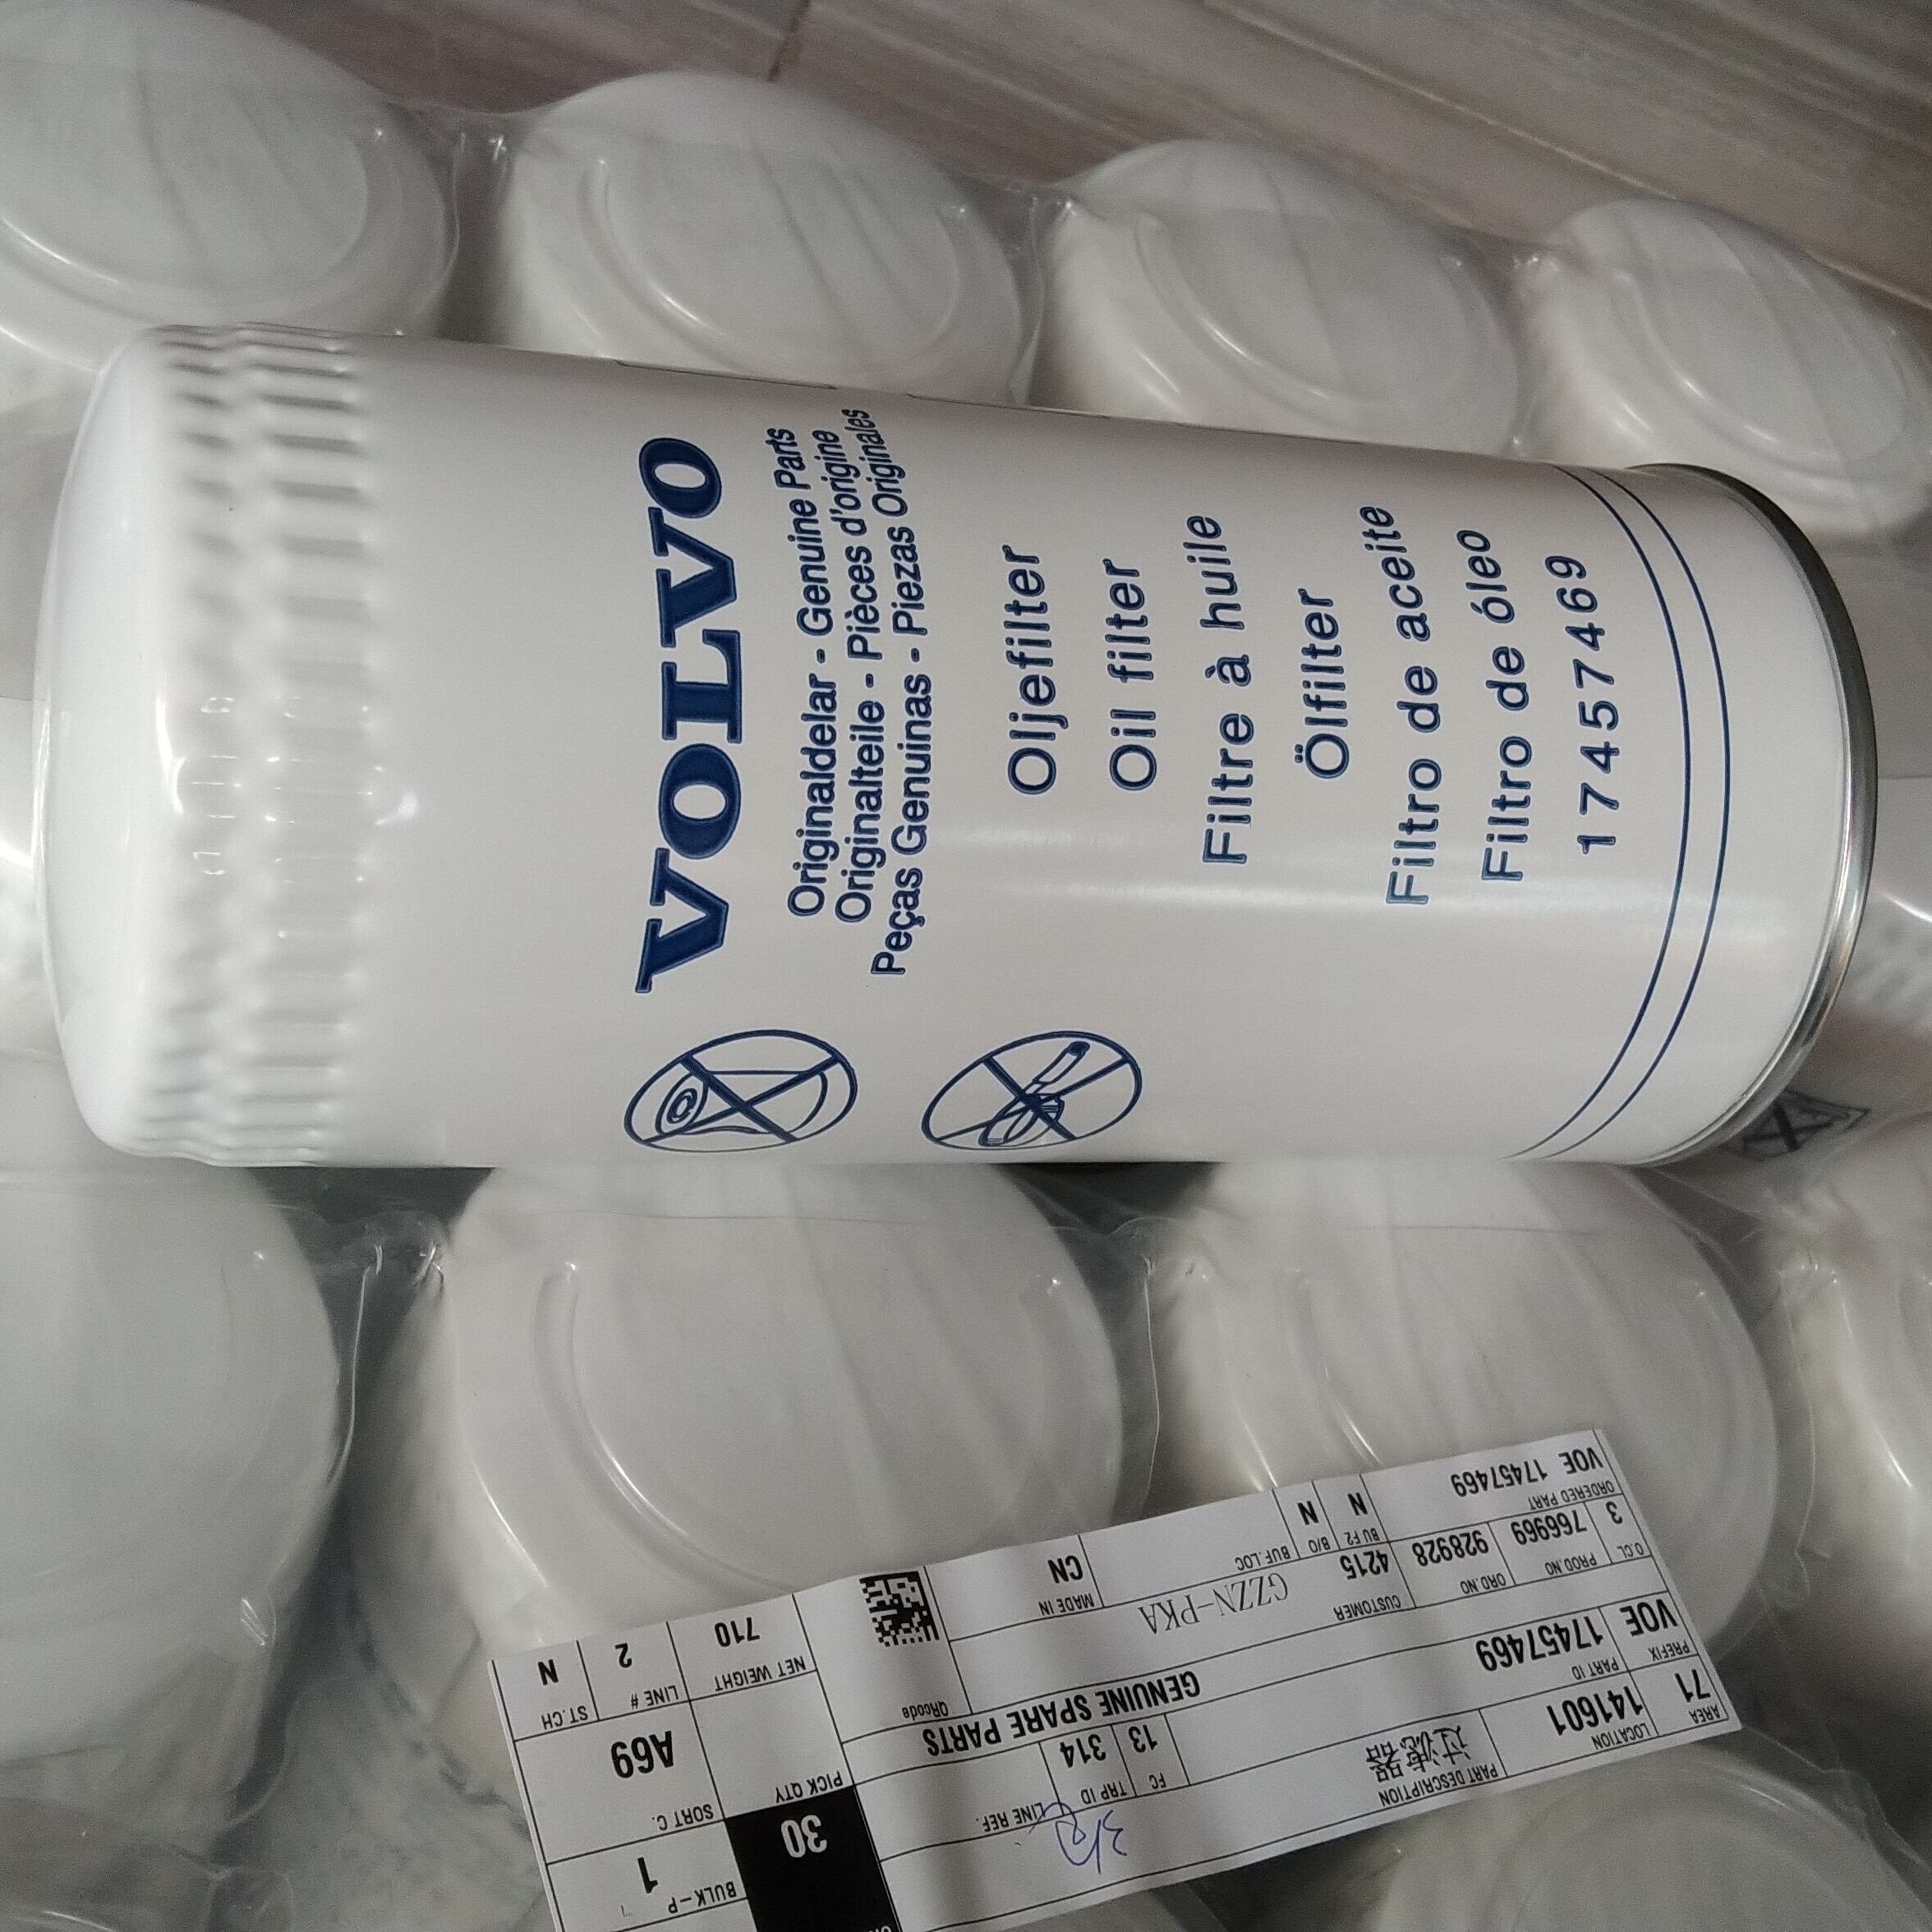 VOLVO
Originaldelar - Genuine Parts
Originalteile - Pièces d'origine
Peças Genuinas - Piezas Originales
Oljefilter
Oil filter
Filtre à huile
Ölfilter
Filtro de aceite
Filtro de óleo
17457469
AREA
71
LOCATION
141601
PART DESCRIPTION
过滤器
FC
13
TRP ID
314
LINE REF.
PREFIX
VOE
PART ID
17457469
GENUINE SPARE PARTS
QRcode
O.CL
3
PROD.NO
766969
ORD.NO
928928
CUSTOMER
4215
GZZN-PKA
MADE IN
CN
ORDERED PART
VOE 17457469
BU F2
N
B/O
N
BUF.LOC
30
PICK QTY
NET WEIGHT
710
BULK-P
1
SORT C.
A69
LINE #
2
ST.CH
N